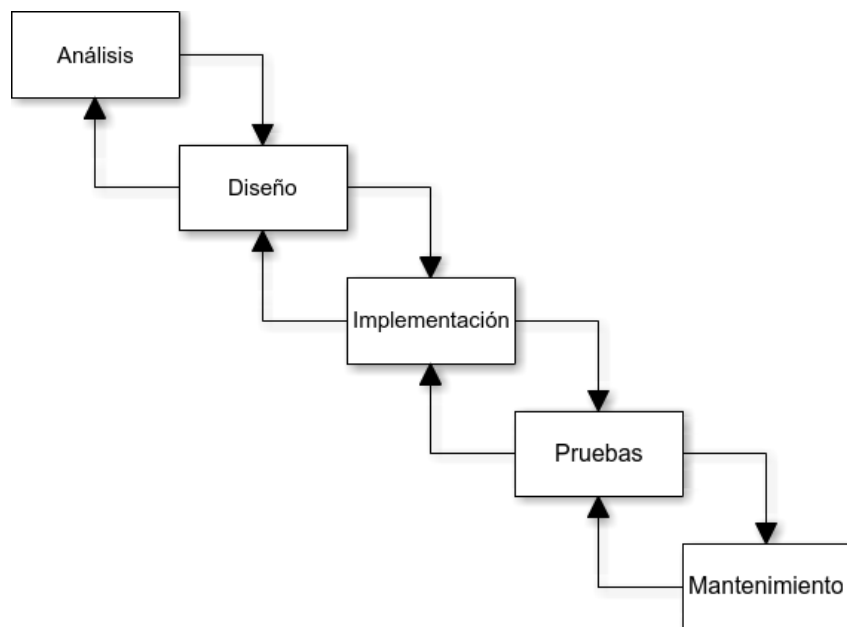 Análisis
Diseño
Implementación
Pruebas
Mantenimiento